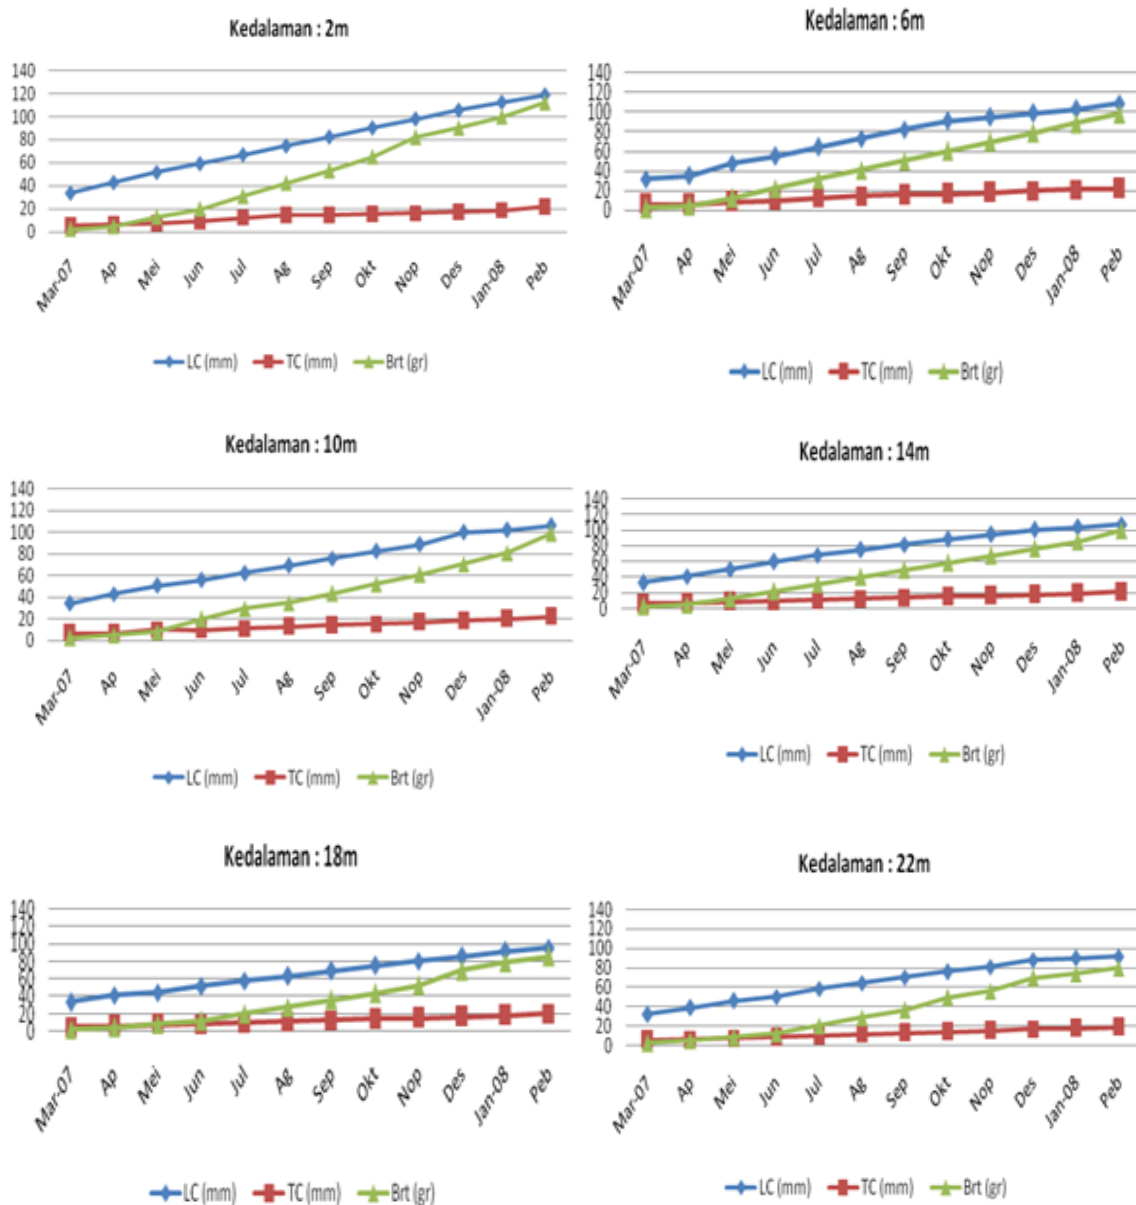 Kedalaman : 2m
140
120
100
80
60
40
20
0
Mar-07 Ap Mei Jun Jul Ag Sep Okt Nop Des Jan-08 Peb
LC (mm) TC (mm) Brt (gr)
Kedalaman : 6m
140
120
100
80
60
40
20
0
Mar-07 Ap Mei Jun Jul Ag Sep Okt Nop Des Jan-08 Peb
LC (mm) TC (mm) Brt (gr)
Kedalaman : 10m
140
120
100
80
60
40
20
0
Mar-07 Ap Mei Jun Jul Ag Sep Okt Nop Des Jan-08 Peb
LC (mm) TC (mm) Brt (gr)
Kedalaman : 14m
140
120
100
80
60
40
20
0
Mar-07 Ap Mei Jun Jul Ag Sep Okt Nop Des Jan-08 Peb
LC (mm) TC (mm) Brt (gr)
Kedalaman : 18m
140
120
100
80
60
40
20
0
Mar-07 Ap Mei Jun Jul Ag Sep Okt Nop Des Jan-08 Peb
LC (mm) TC (mm) Brt (gr)
Kedalaman : 22m
140
120
100
80
60
40
20
0
Mar-07 Ap Mei Jun Jul Ag Sep Okt Nop Des Jan-08 Peb
LC (mm) TC (mm) Brt (gr)